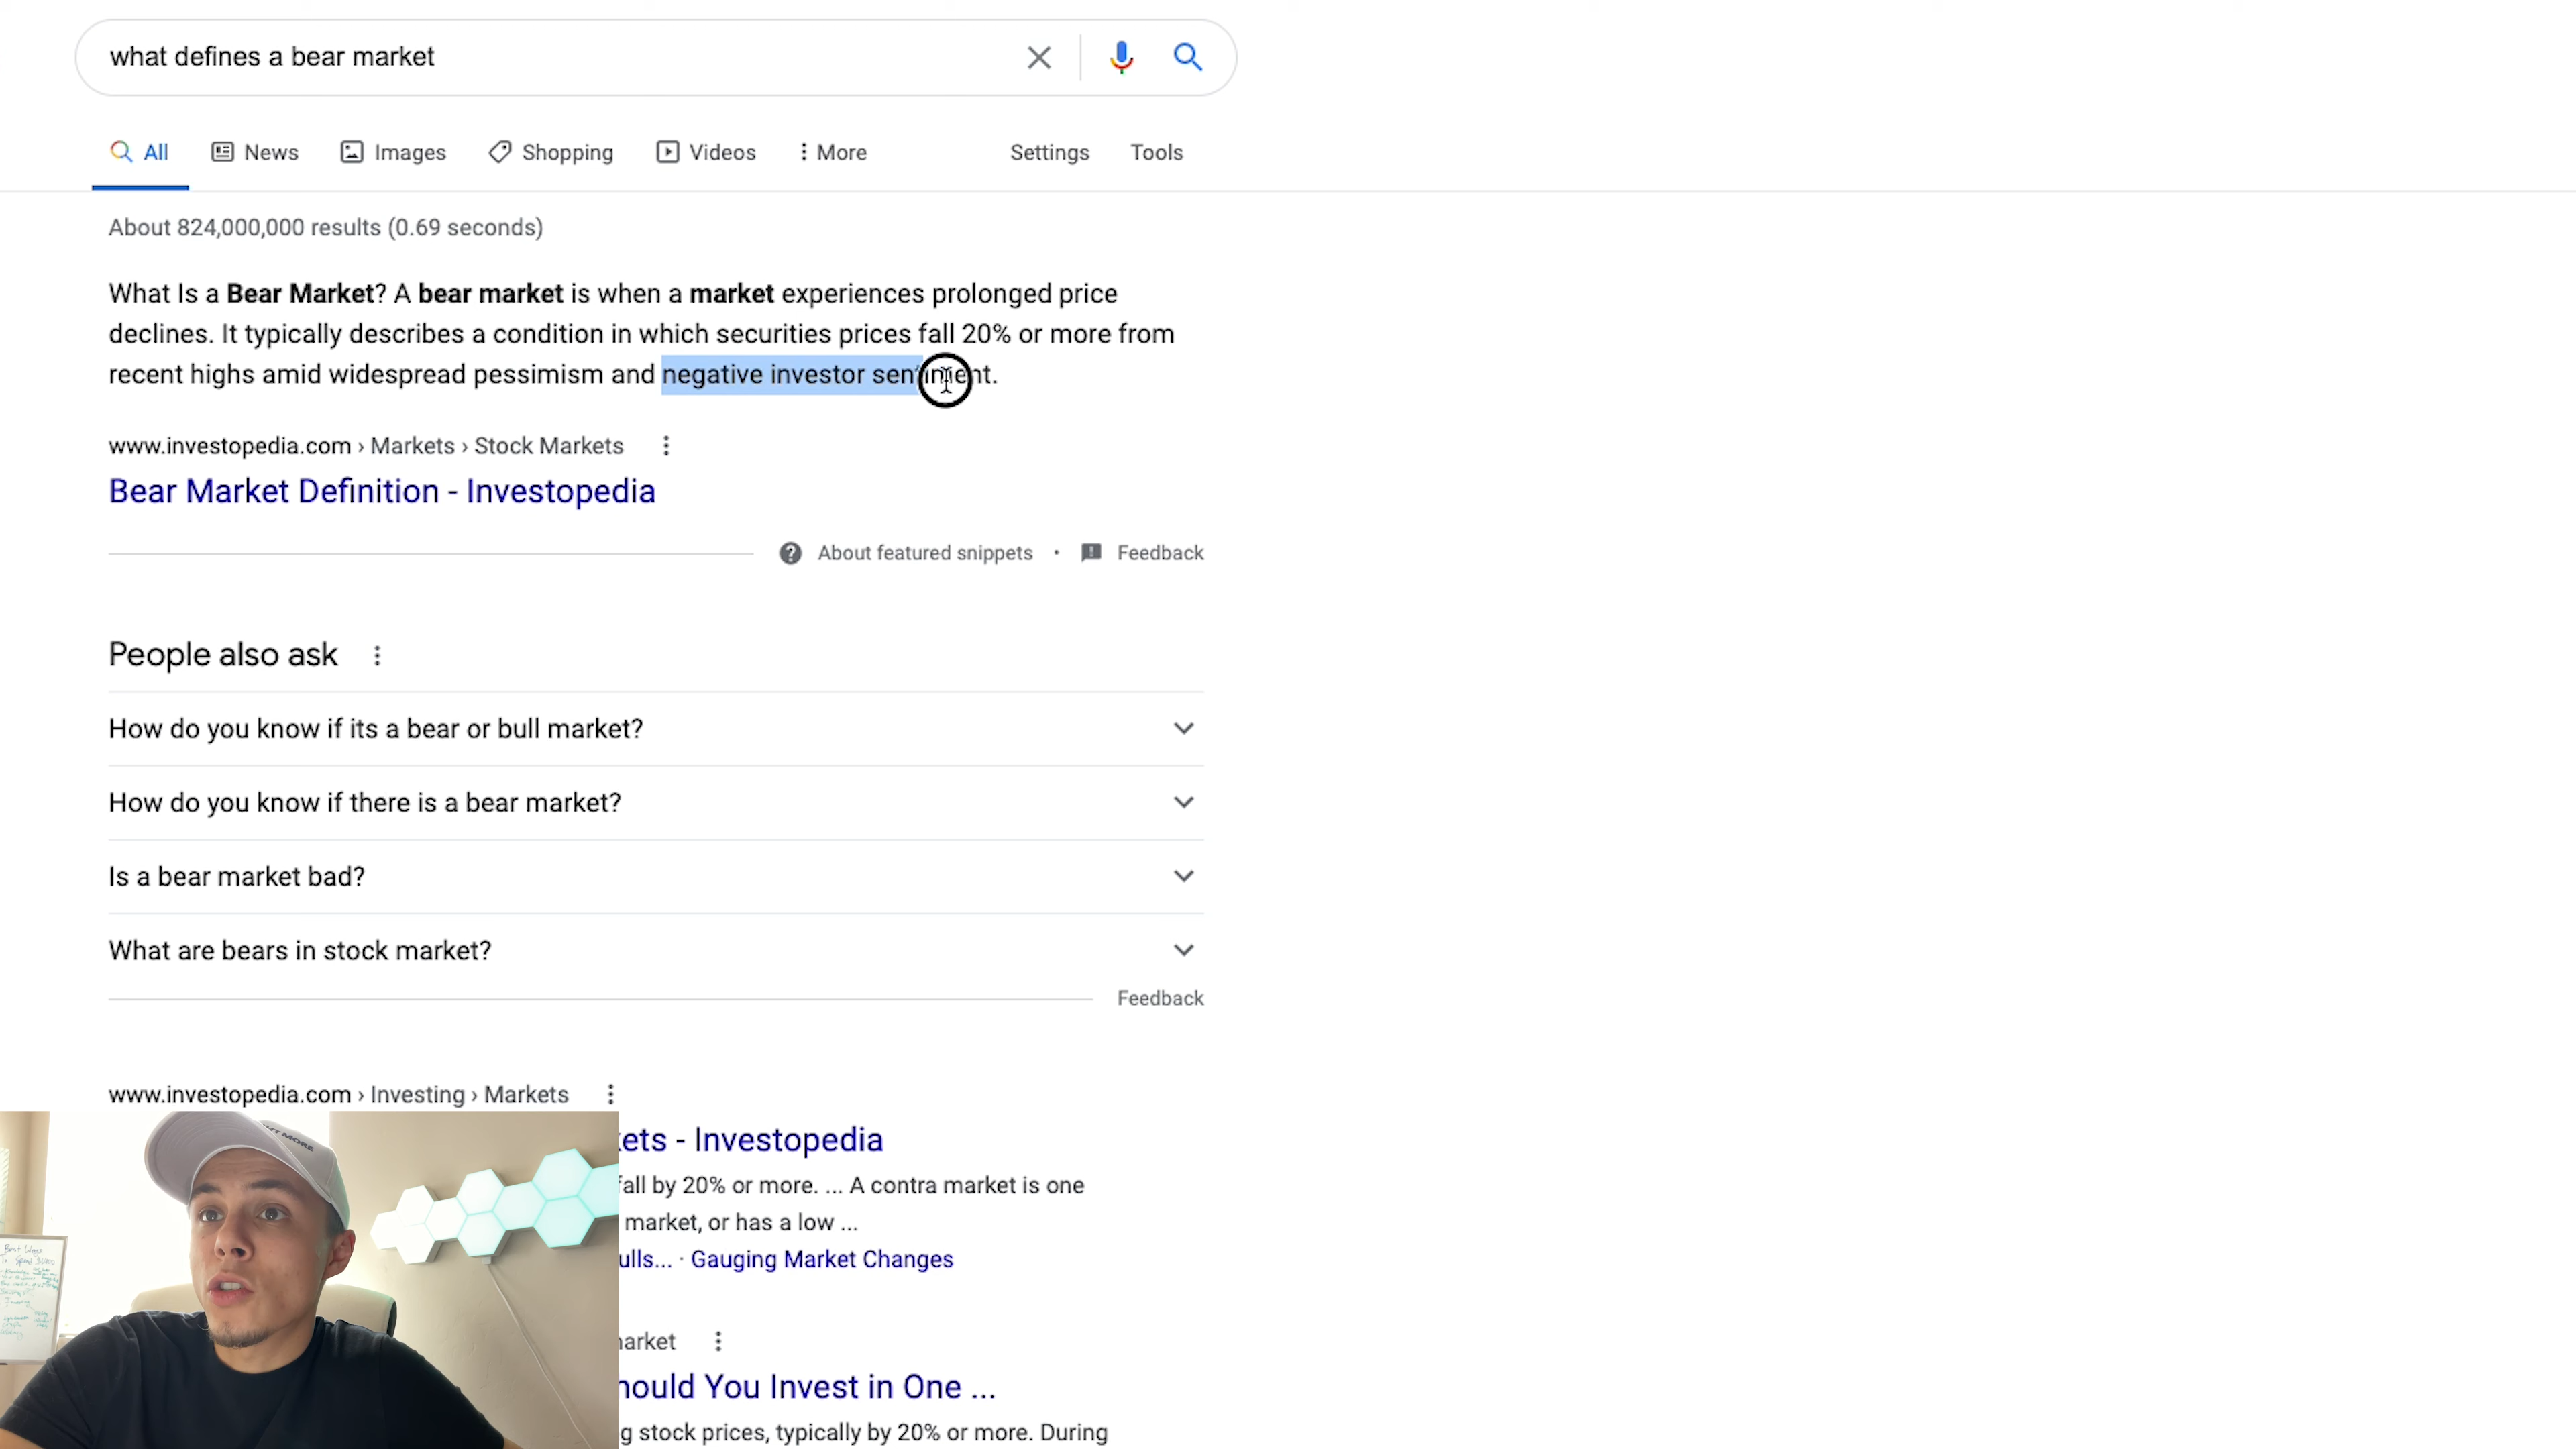 what defines a bear market
All News Images Shopping Videos More Settings Tools
About 824,000,000 results (0.69 seconds)
What Is a Bear Market? A bear market is when a market experiences prolonged price
declines. It typically describes a condition in which securities prices fall 20% or more from
recent highs amid widespread pessimism and negative investor sentiment.
www.investopedia.com › Markets › Stock Markets
Bear Market Definition - Investopedia
About featured snippets • Feedback
People also ask
How do you know if its a bear or bull market?
How do you know if there is a bear market?
Is a bear market bad?
What are bears in stock market?
Feedback
www.investopedia.com › Investing › Markets
ets - Investopedia
all by 20% or more. ... A contra market is one
market, or has a low ...
ulls... · Gauging Market Changes
arket
hould You Invest in One ...
g stock prices, typically by 20% or more. During
MORE